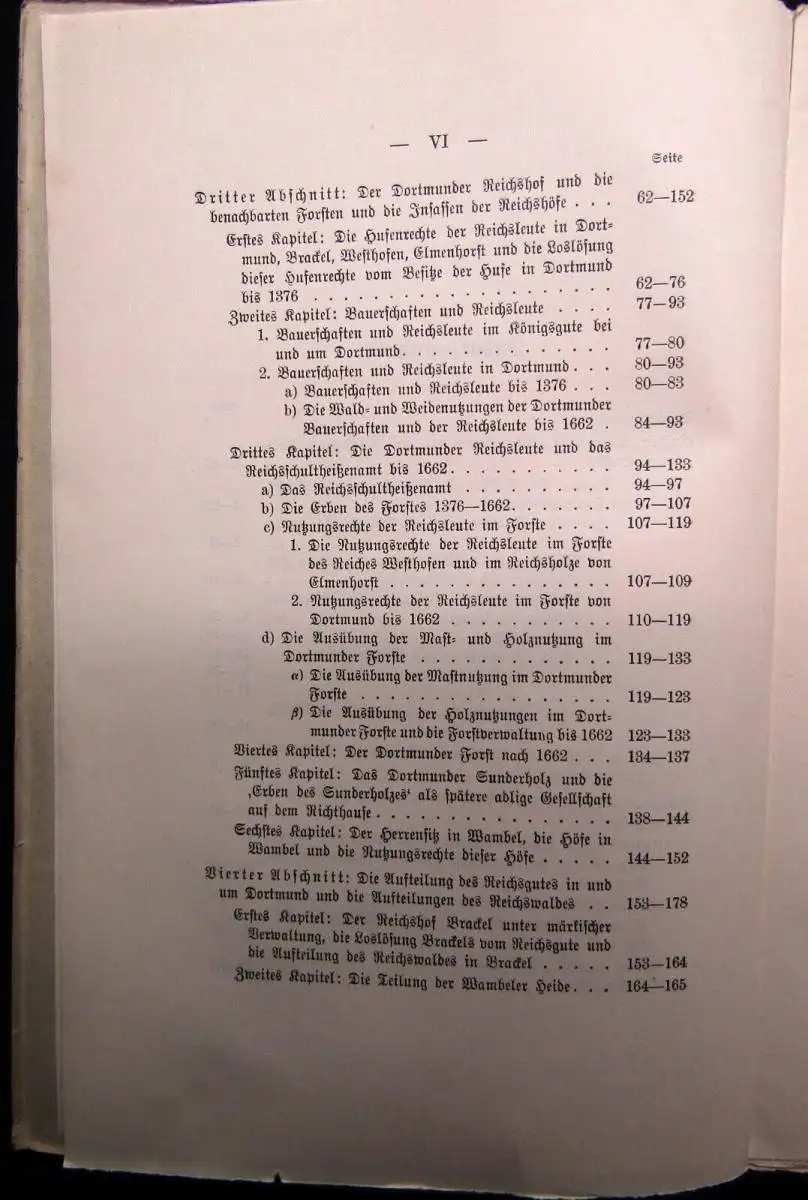 — VI —
Seite
Dritter Abschnitt: Der Dortmunder Reichshof und die
benachbarten Forsten und die Insassen der Reichshöfe . . . 62—152
Erstes Kapitel: Die Hufenrechte der Reichsleute in Dort-
mund, Brackel, Westhofen, Elmenhorst und die Loslösung
dieser Hufenrechte vom Besitze der Hufe in Dortmund
bis 1376 . . . . . . . . . . . . . . . . . . . . 62—76
Zweites Kapitel: Bauerschaften und Reichsleute . . . . 77—93
1. Bauerschaften und Reichsleute im Königsgute bei
und um Dortmund. . . . . . . . . . . . . . . 77—80
2. Bauerschaften und Reichsleute in Dortmund . . . 80—93
a) Bauerschaften und Reichsleute bis 1376 . . . 80—83
b) Die Wald- und Weidenutzungen der Dortmunder
Bauerschaften und der Reichsleute bis 1662 . 84—93
Drittes Kapitel: Die Dortmunder Reichsleute und das
Reichsschultheißenamt bis 1662. . . . . . . . . . . 94—133
a) Das Reichsschultheißenamt . . . . . . . . . . 94—97
b) Die Erben des Forstes 1376—1662. . . . . . . 97—107
c) Nutzungsrechte der Reichsleute im Forste . . . . 107—119
1. Die Nutzungsrechte der Reichsleute im Forste
des Reiches Westhofen und im Reichsholze von
Elmenhorst . . . . . . . . . . . . . . . 107—109
2. Nutzungsrechte der Reichsleute im Forste von
Dortmund bis 1662 . . . . . . . . . . . 110—119
d) Die Ausübung der Mast- und Holznutzung im
Dortmunder Forste . . . . . . . . . . . . . 119—133
α) Die Ausübung der Mastnutzung im Dortmunder
Forste . . . . . . . . . . . . . . . . . 119—123
β) Die Ausübung der Holznutzungen im Dort-
munder Forste und die Forstverwaltung bis 1662 123—133
Viertes Kapitel: Der Dortmunder Forst nach 1662 . . . 134—137
Fünftes Kapitel: Das Dortmunder Sunderholz und die
‚Erben des Sunderholzes‘ als spätere adlige Gesellschaft
auf dem Richthause. . . . . . . . . . . . . . . . 138—144
Sechstes Kapitel: Der Herrensitz in Wambel, die Höfe in
Wambel und die Nutzungsrechte dieser Höfe . . . . . 144—152
Vierter Abschnitt: Die Aufteilung des Reichsgutes in und
um Dortmund und die Aufteilungen des Reichswaldes . . 153—178
Erstes Kapitel: Der Reichshof Brackel unter märkischer
Verwaltung, die Loslösung Brackels vom Reichsgute und
die Aufteilung des Reichswaldes in Brackel . . . . . 153—164
Zweites Kapitel: Die Teilung der Wambeler Heide. . . 164—165